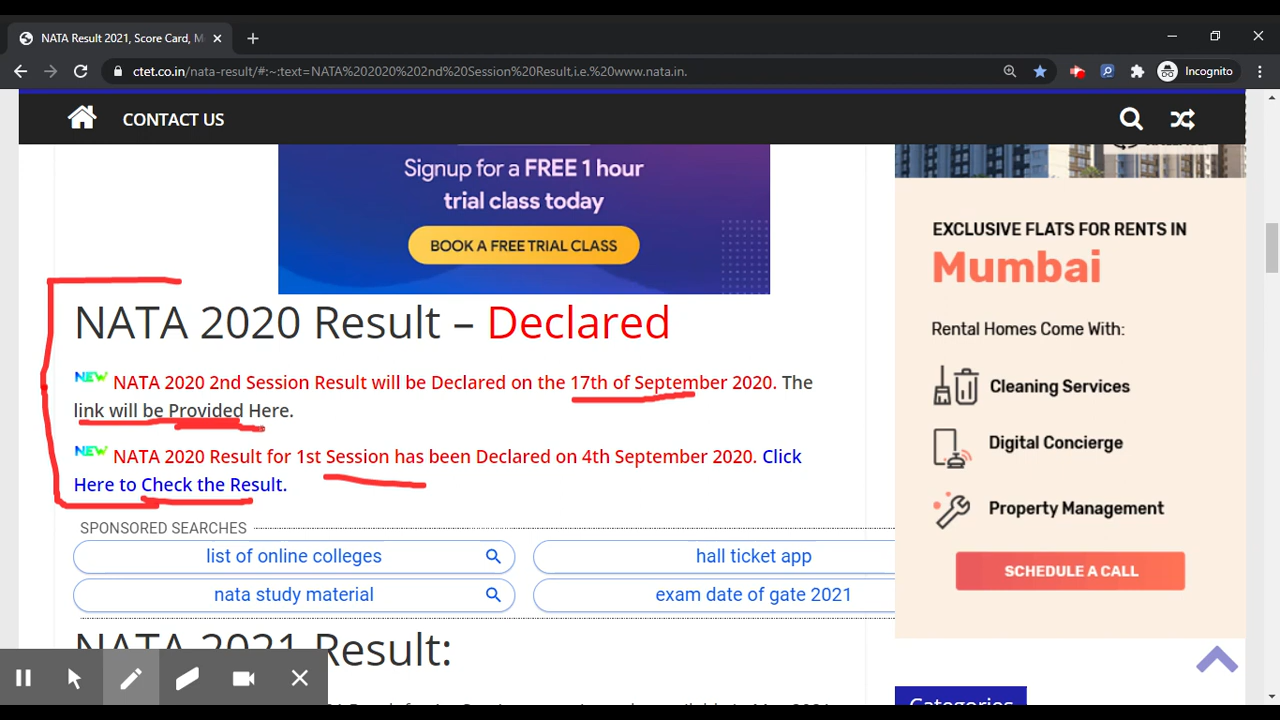 NATA Result 2021, Score Card, M
ctet.co.in/nata-result/#:~:text=NATA%202020%202nd%20Session%20Result,i.e.%20www.nata.in.
Incognito
CONTACT US
Signup for a FREE 1 hour
trial class today
BOOK A FREE TRIAL CLASS
NATA 2020 Result – Declared
NEW NATA 2020 2nd Session Result will be Declared on the 17th of September 2020. The
link will be Provided Here.
NEW NATA 2020 Result for 1st Session has been Declared on 4th September 2020. Click
Here to Check the Result.
SPONSORED SEARCHES
list of online colleges
hall ticket app
nata study material
exam date of gate 2021
NATA 2021 Result:
EXCLUSIVE FLATS FOR RENTS IN
Mumbai
Rental Homes Come With:
Cleaning Services
Digital Concierge
Property Management
SCHEDULE A CALL
Categories